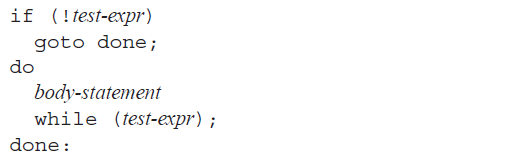 if (!test-expr)
goto done;
do
body-statement
while (test-expr);
done: